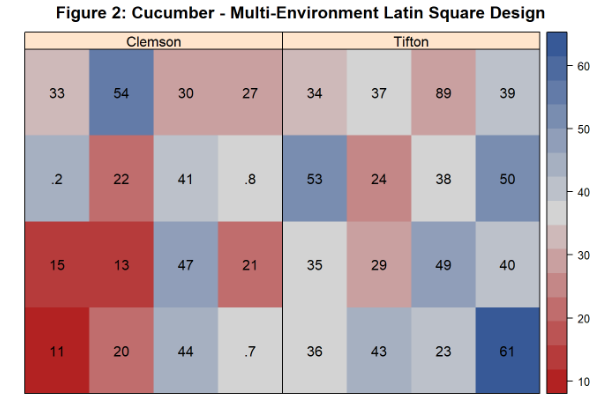 Figure 2: Cucumber - Multi-Environment Latin Square Design
Clemson Tifton
33 54 30 27 34 37 89 39
.2 22 41 .8 53 24 38 50
15 13 47 21 35 29 49 40
11 20 44 .7 36 43 23 61
60
50
40
30
20
10